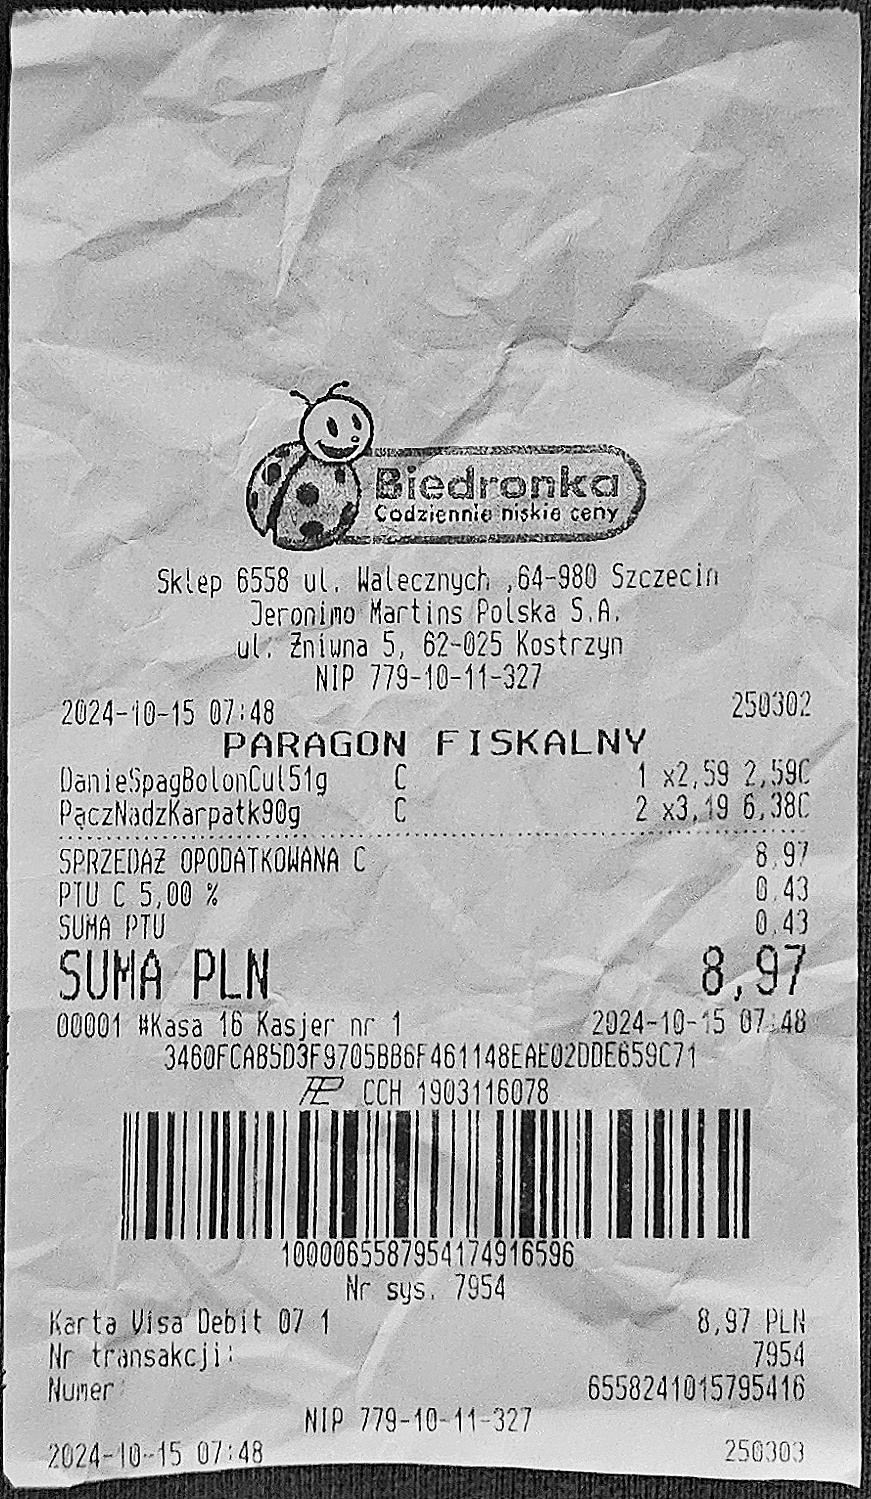 Biedronka
Codziennie niskie ceny
Sklep 6558 ul. Walecznych ,64-980 Szczecin
Jeronimo Martins Polska S.A.
ul. Żniwna 5, 62-025 Kostrzyn
NIP 779-10-11-327
2024-10-15 07:48 250302
PARAGON FISKALNY
DanieSpagBolonCul51g C 1 x2,59 2,59C
PączNadzKarpatk90g C 2 x3,19 6,38C
SPRZEDAŻ OPODATKOWANA C 8,97
PTU C 5,00 % 0,43
SUMA PTU 0,43
SUMA PLN 8,97
00001 #Kasa 16 Kasjer nr 1 2024-10-15 07:48
3460FCAB5D3F9705BB6F461148EAE02DDE659C71
CCH 1903116078
1000065587954174916596
Nr sys. 7954
Karta Visa Debit 07 1 8,97 PLN
Nr transakcji: 7954
Numer: 6558241015795416
NIP 779-10-11-327
2024-10-15 07:48 250303